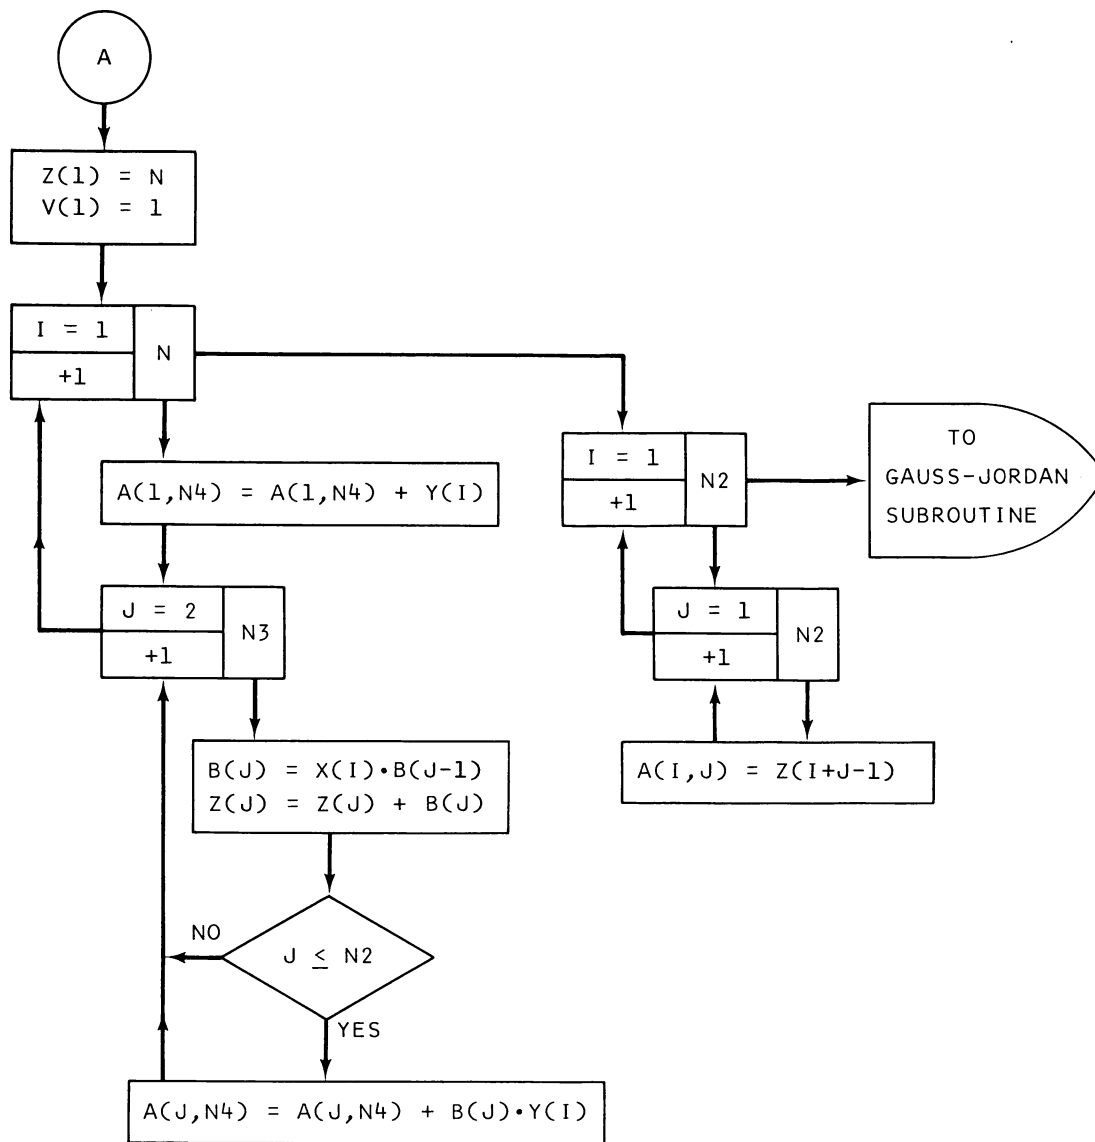 A
Z(1) = N
V(1) = 1
I = 1
N
+1
A(1,N4) = A(1,N4) + Y(I)
J = 2
N3
+1
B(J) = X(I)•B(J-1)
Z(J) = Z(J) + B(J)
NO
J ≤ N2
YES
A(J,N4) = A(J,N4) + B(J)•Y(I)
I = 1
N2
+1
TO
GAUSS-JORDAN
SUBROUTINE
J = 1
N2
+1
A(I,J) = Z(I+J-1)